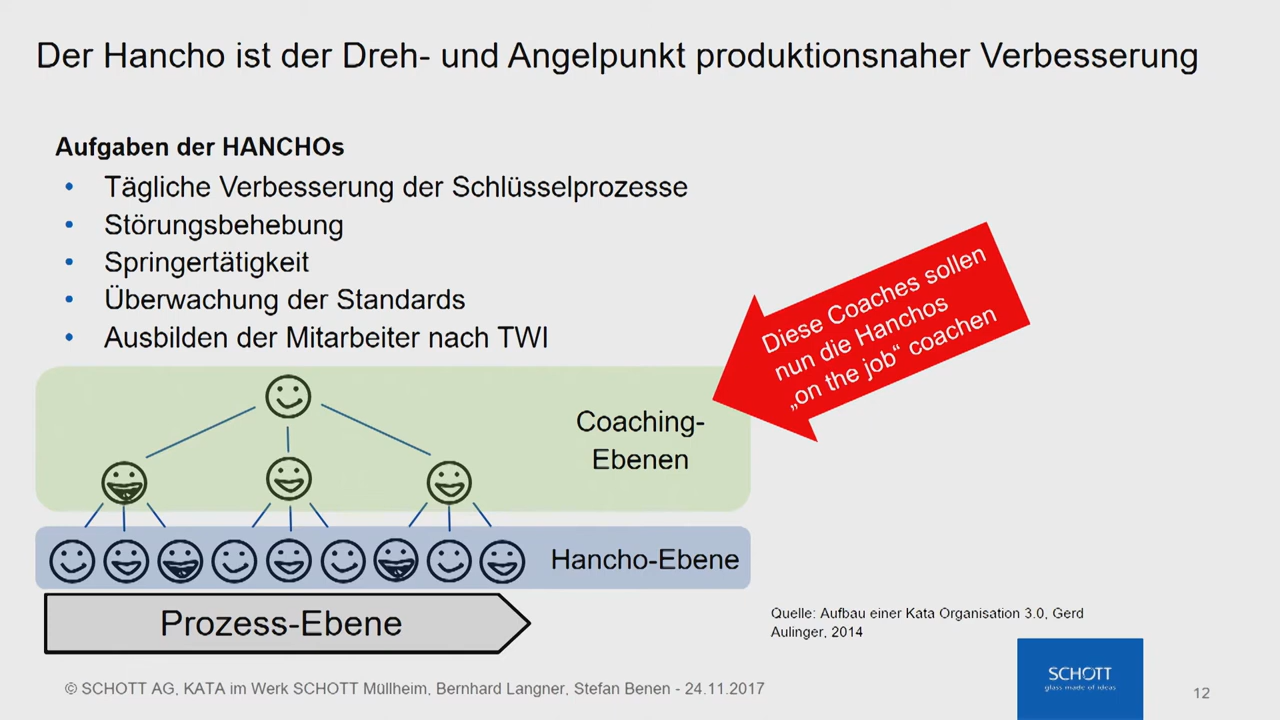 Der Hancho ist der Dreh- und Angelpunkt produktionsnaher Verbesserung
Aufgaben der HANCHOs
• Tägliche Verbesserung der Schlüsselprozesse
• Störungsbehebung
• Springertätigkeit
• Überwachung der Standards
• Ausbilden der Mitarbeiter nach TWI
Diese Coaches sollen
nun die Hanchos
„on the job“ coachen
Coaching-
Ebenen
Hancho-Ebene
Prozess-Ebene
Quelle: Aufbau einer Kata Organisation 3.0, Gerd
Aulinger, 2014
© SCHOTT AG, KATA im Werk SCHOTT Müllheim, Bernhard Langner, Stefan Benen - 24.11.2017
SCHOTT
glass made of ideas
12